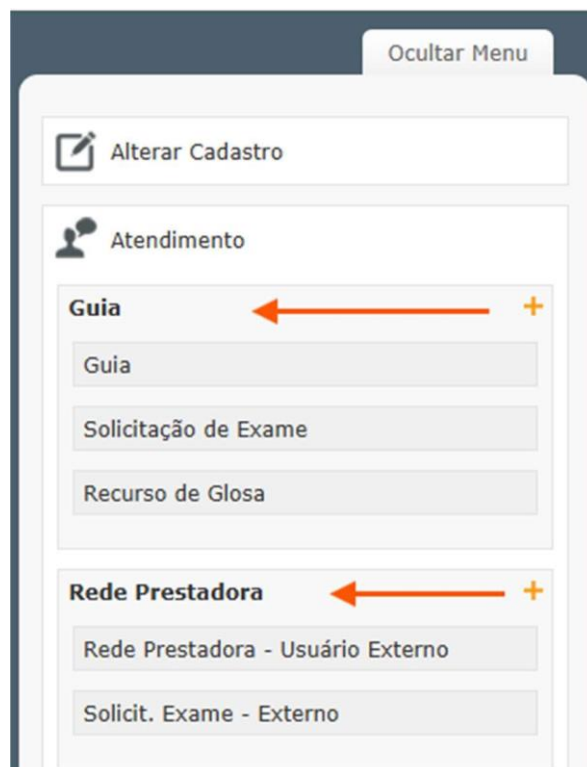 Ocultar Menu
Alterar Cadastro
Atendimento
Guia +
Guia
Solicitação de Exame
Recurso de Glosa
Rede Prestadora +
Rede Prestadora - Usuário Externo
Solicit. Exame - Externo